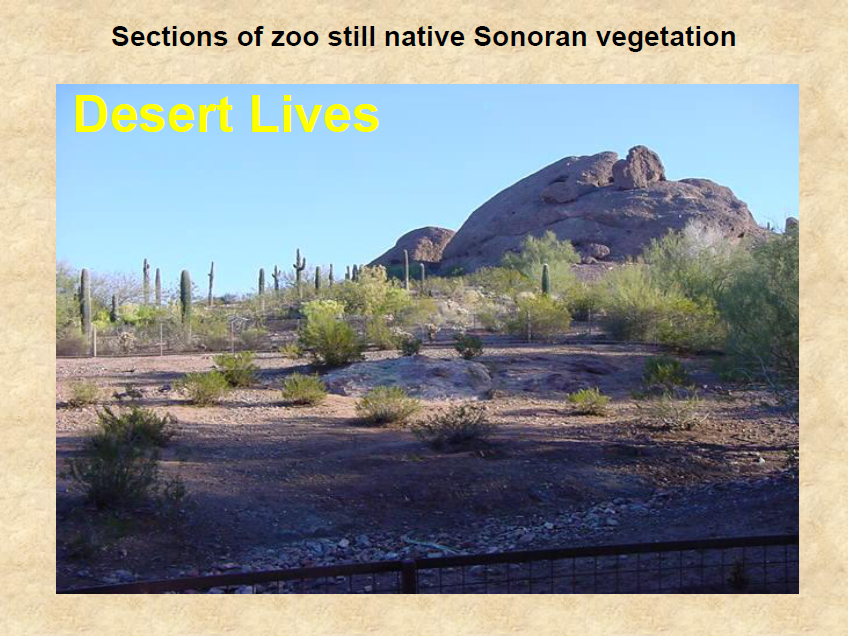 Sections of zoo still native Sonoran vegetation
Desert Lives